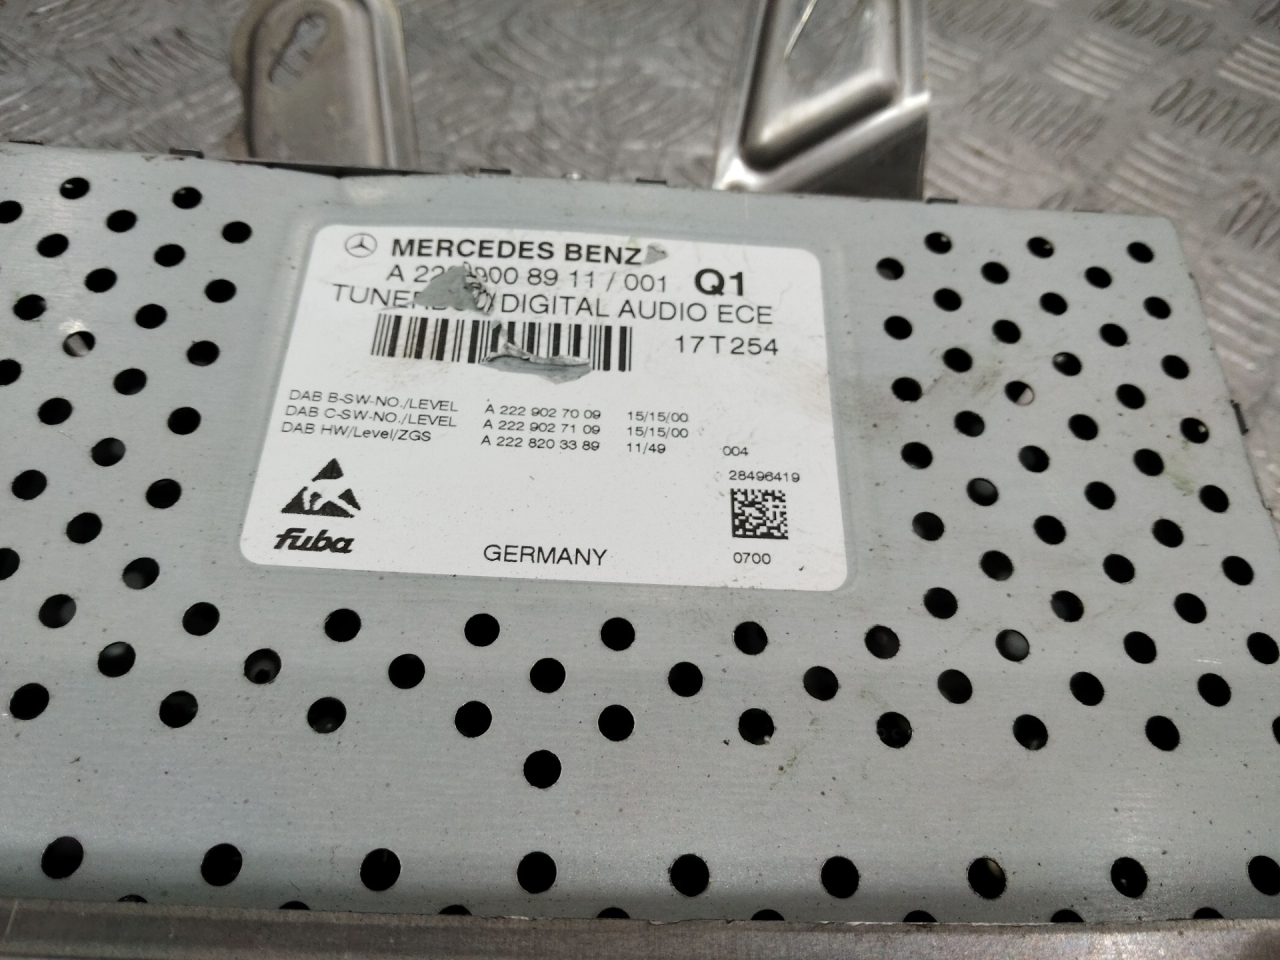 MERCEDES BENZ
A 222 900 89 11 / 001 Q1
DIGITAL AUDIO ECE
17T254
DAB B-SW-NO./LEVEL A 222 902 70 09 15/15/00
DAB C-SW-NO./LEVEL A 222 902 71 09 15/15/00
DAB HW/Level/ZGS A 222 820 33 89 11/49 004
28496419
fuba
GERMANY
0700